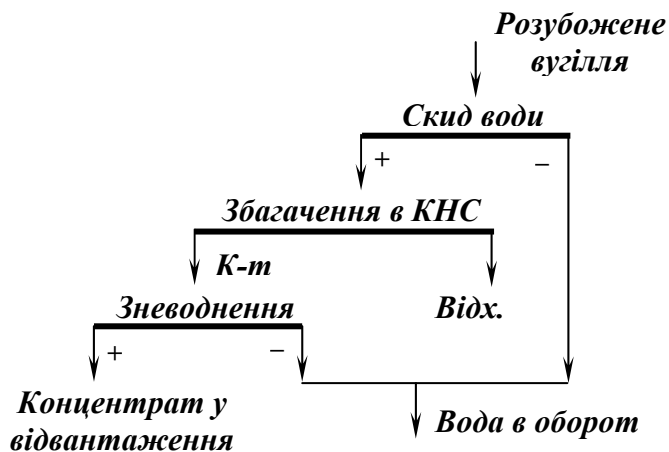 Розубожене
вугілля
Скид води
+
–
Збагачення в КНС
К-т
Зневоднення
Відх.
+
–
Концентрат у
відвантаження
Вода в оборот